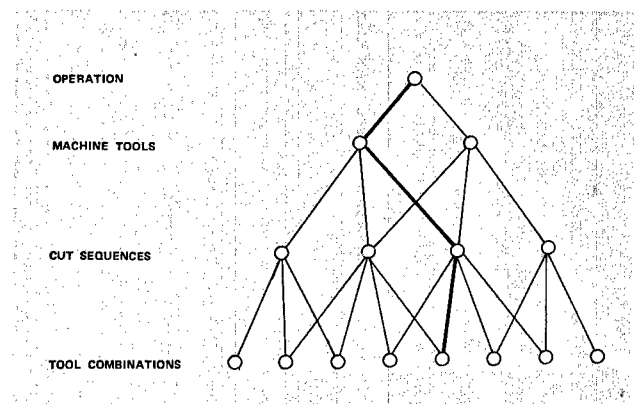 OPERATION
MACHINE TOOLS
CUT SEQUENCES
TOOL COMBINATIONS